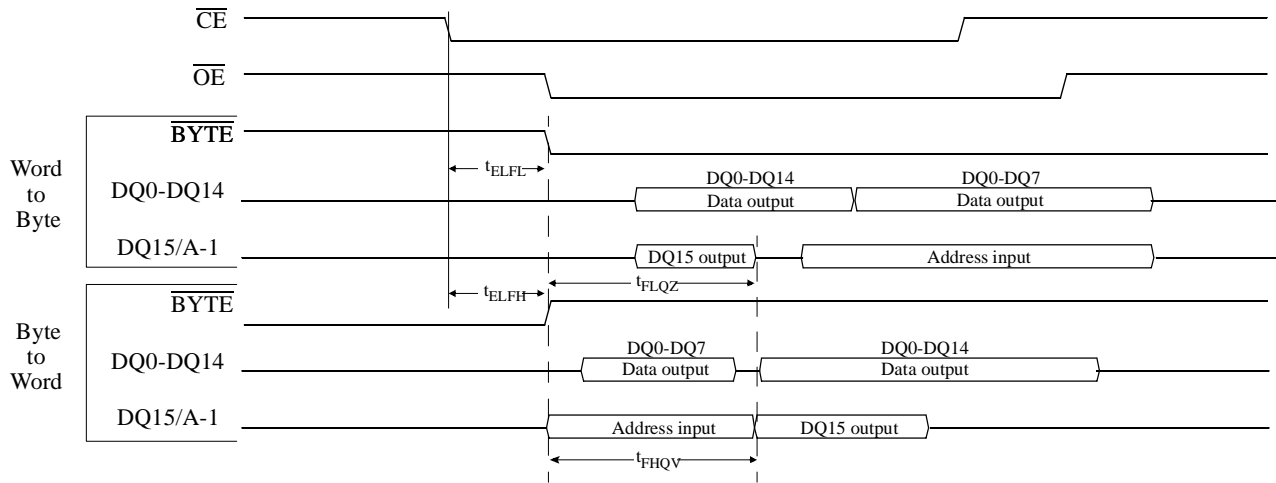 CE
OE
Word
to
Byte
BYTE
tELFL
DQ0-DQ14
DQ0-DQ14
Data output
DQ0-DQ7
Data output
DQ15/A-1
DQ15 output
Address input
tELFH
tFLQZ
Byte
to
Word
BYTE
DQ0-DQ14
DQ0-DQ7
Data output
DQ0-DQ14
Data output
DQ15/A-1
Address input
DQ15 output
tFHQV